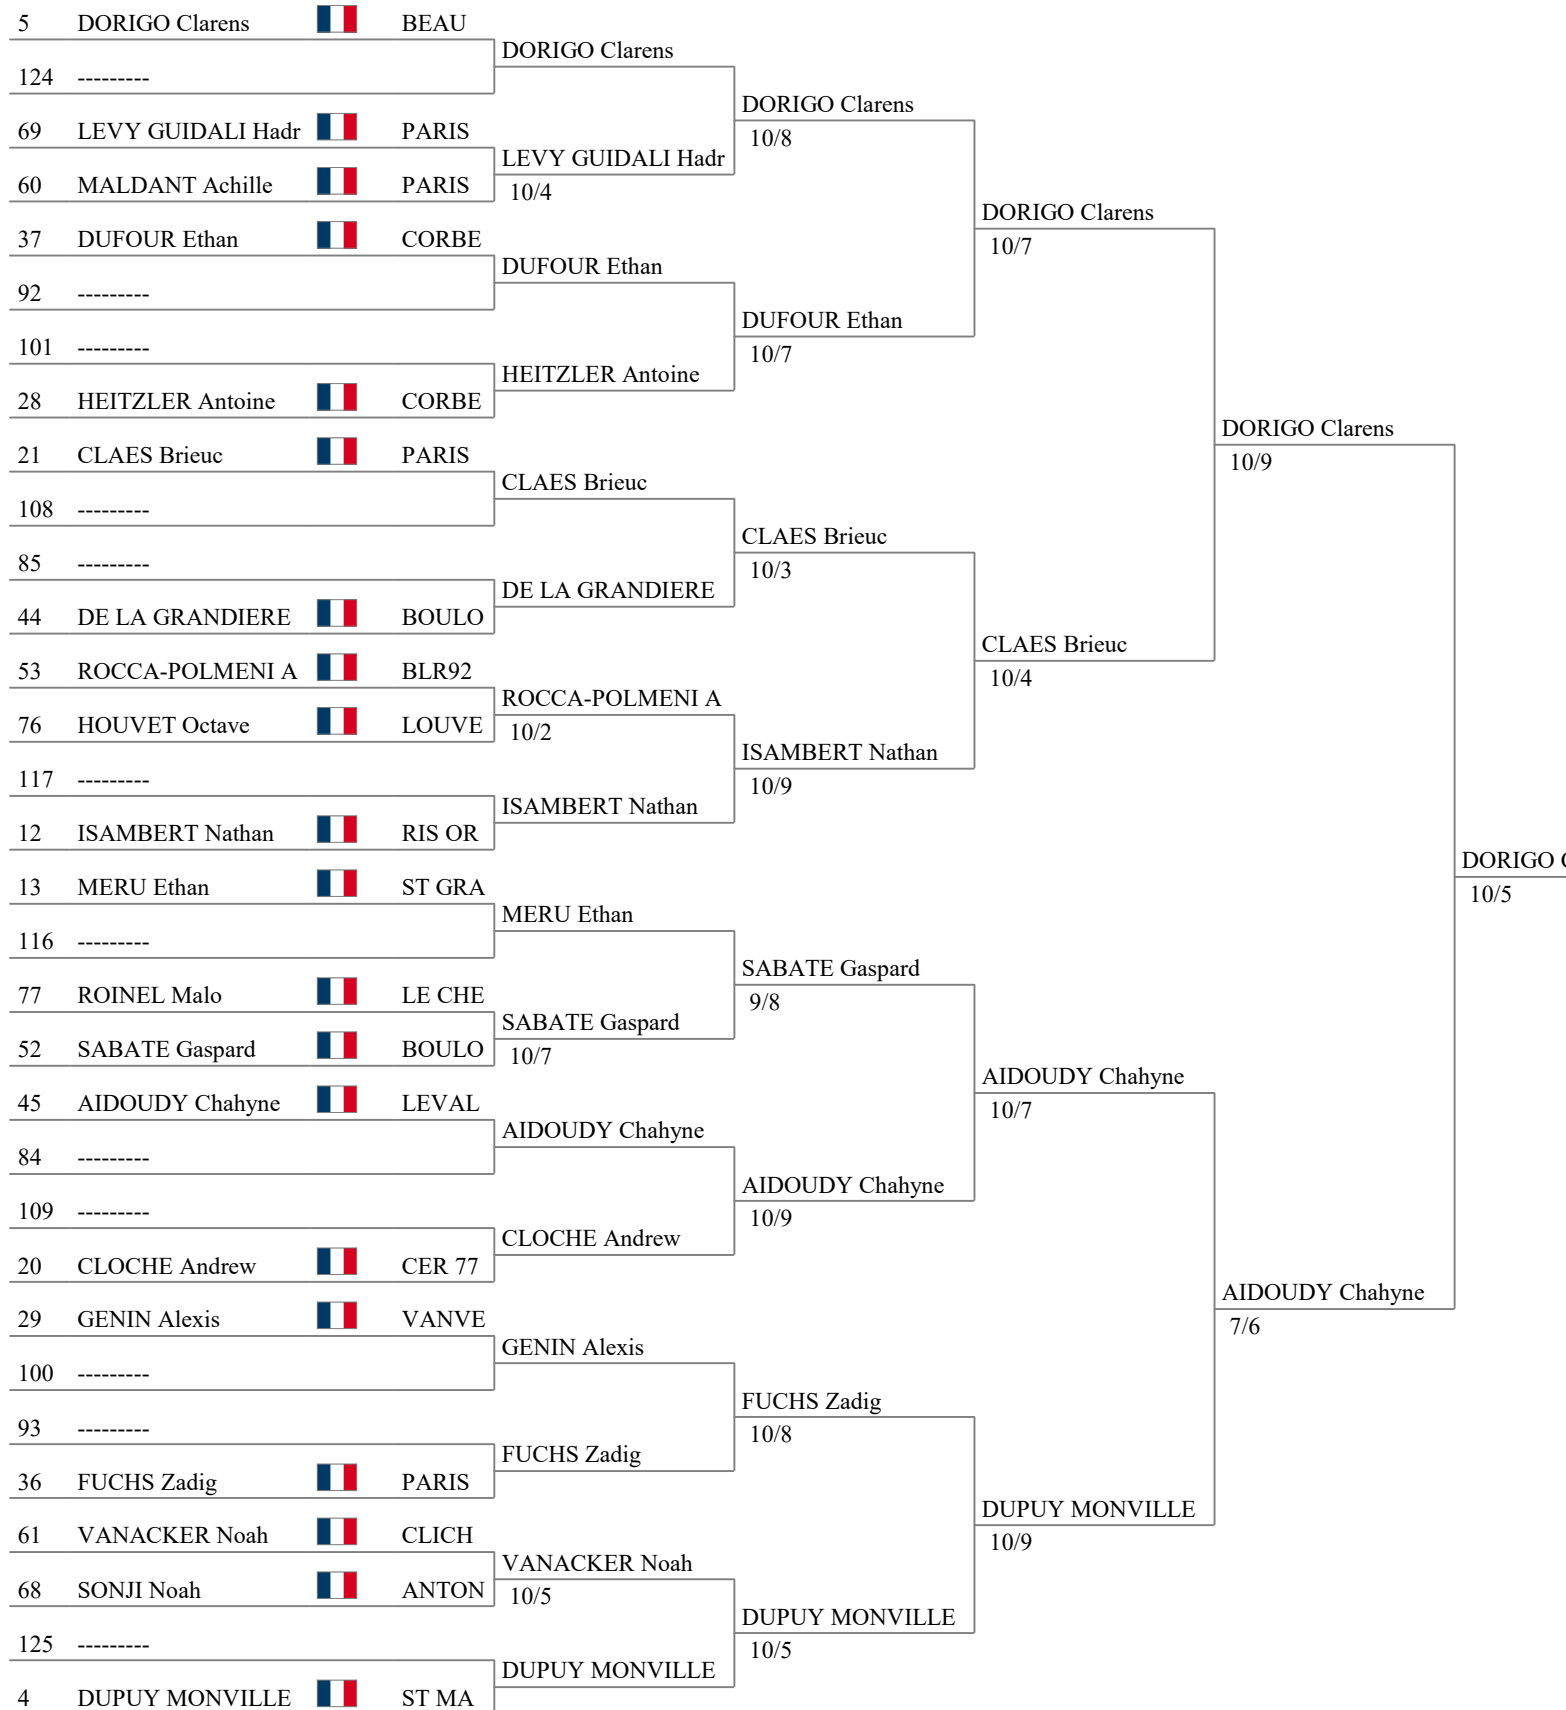 5 DORIGO Clarens BEAU
124 ---------
69 LEVY GUIDALI Hadr PARIS
60 MALDANT Achille PARIS
37 DUFOUR Ethan CORBE
92 ---------
101 ---------
28 HEITZLER Antoine CORBE
21 CLAES Brieuc PARIS
108 ---------
85 ---------
44 DE LA GRANDIERE BOULO
53 ROCCA-POLMENI A BLR92
76 HOUVET Octave LOUVE
117 ---------
12 ISAMBERT Nathan RIS OR
13 MERU Ethan ST GRA
116 ---------
77 ROINEL Malo LE CHE
52 SABATE Gaspard BOULO
45 AIDOUDY Chahyne LEVAL
84 ---------
109 ---------
20 CLOCHE Andrew CER 77
29 GENIN Alexis VANVE
100 ---------
93 ---------
36 FUCHS Zadig PARIS
61 VANACKER Noah CLICH
68 SONJI Noah ANTON
125 ---------
4 DUPUY MONVILLE ST MA
DORIGO Clarens
LEVY GUIDALI Hadr
10/4
DUFOUR Ethan
HEITZLER Antoine
CLAES Brieuc
DE LA GRANDIERE
ROCCA-POLMENI A
10/2
ISAMBERT Nathan
MERU Ethan
SABATE Gaspard
10/7
AIDOUDY Chahyne
CLOCHE Andrew
GENIN Alexis
FUCHS Zadig
VANACKER Noah
10/5
DUPUY MONVILLE
DORIGO Clarens
10/8
DUFOUR Ethan
10/7
CLAES Brieuc
10/3
ISAMBERT Nathan
10/9
SABATE Gaspard
9/8
AIDOUDY Chahyne
10/9
FUCHS Zadig
10/8
DUPUY MONVILLE
10/5
DORIGO Clarens
10/7
CLAES Brieuc
10/4
AIDOUDY Chahyne
10/7
DUPUY MONVILLE
10/9
DORIGO Clarens
10/9
AIDOUDY Chahyne
7/6
DORIGO
10/5